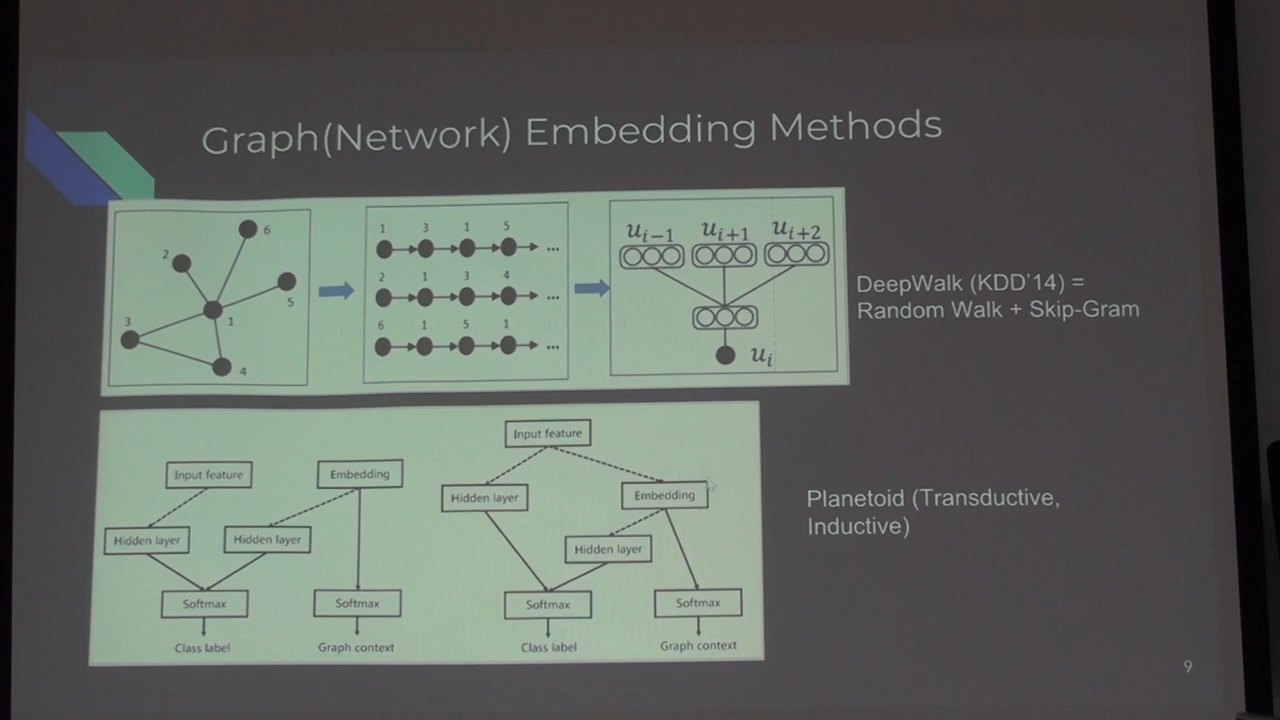 Graph(Network) Embedding Methods
6
2
5
1
3
4
1 3 1 5
...
2 1 3 4
...
6 1 5 1
...
u_{i−1} u_{i+1} u_{i+2}
u_i
DeepWalk (KDD'14) =
Random Walk + Skip-Gram
Input feature
Embedding
Hidden layer
Hidden layer
Softmax
Softmax
Class label
Graph context
Input feature
Hidden layer
Embedding
Hidden layer
Softmax
Softmax
Class label
Graph context
Planetoid (Transductive,
Inductive)
9